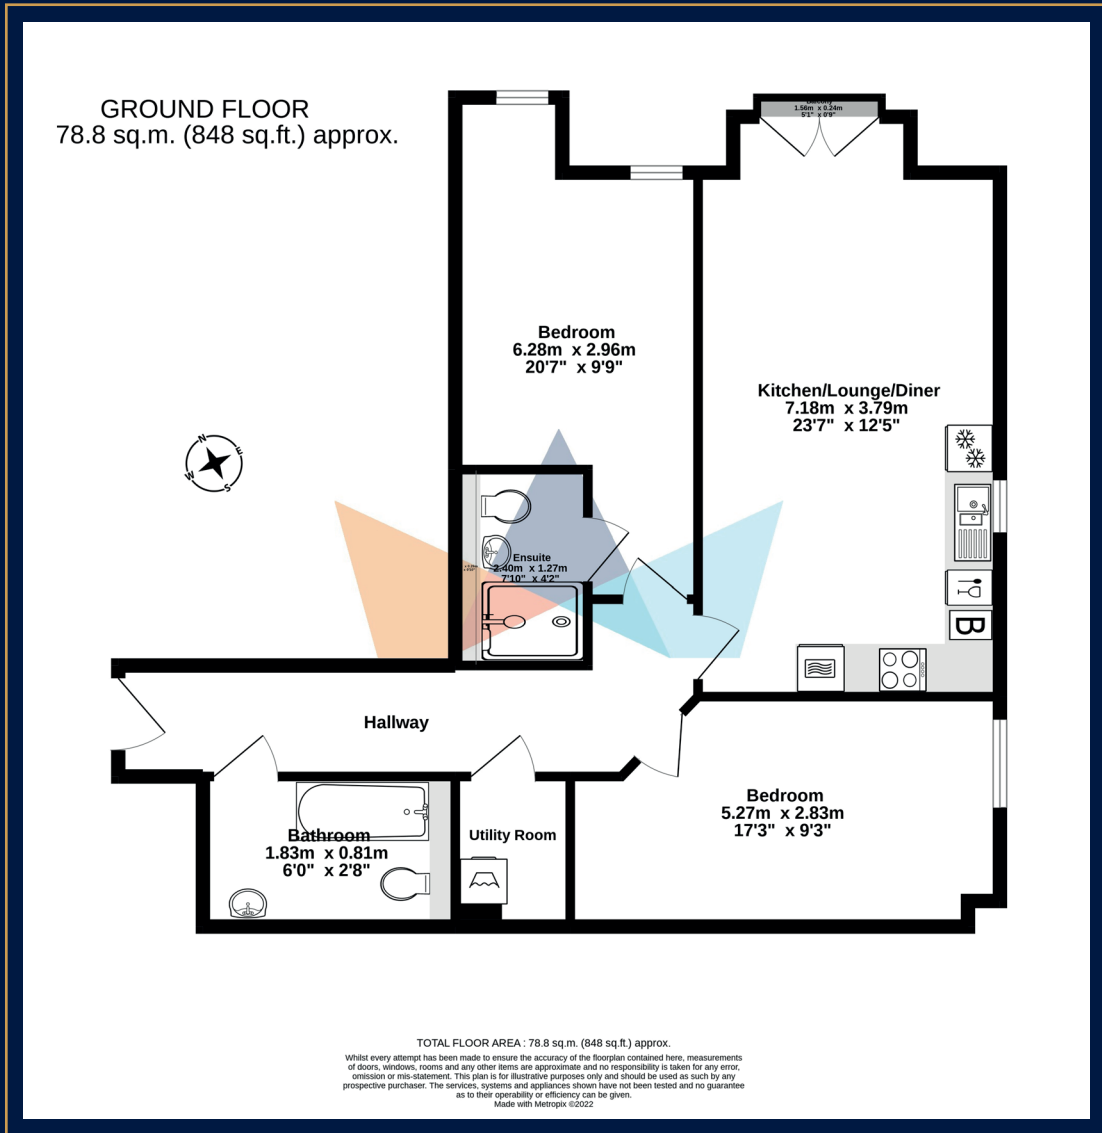 GROUND FLOOR
78.8 sq.m. (848 sq.ft.) approx.
Balcony
1.56m x 0.24m
5'1" x 0'9"
Bedroom
6.28m x 2.96m
20'7" x 9'9"
Kitchen/Lounge/Diner
7.18m x 3.79m
23'7" x 12'5"
N
E
W
S
Ensuite
2.40m x 1.27m
7'10" x 4'2"
B
Hallway
Bedroom
5.27m x 2.83m
17'3" x 9'3"
Bathroom
1.83m x 0.81m
6'0" x 2'8"
Utility Room
TOTAL FLOOR AREA : 78.8 sq.m. (848 sq.ft.) approx.
Whilst every attempt has been made to ensure the accuracy of the floorplan contained here, measurements
of doors, windows, rooms and any other items are approximate and no responsibility is taken for any error,
omission or mis-statement. This plan is for illustrative purposes only and should be used as such by any
prospective purchaser. The services, systems and appliances shown have not been tested and no guarantee
as to their operability or efficiency can be given.
Made with Metropix ©2022